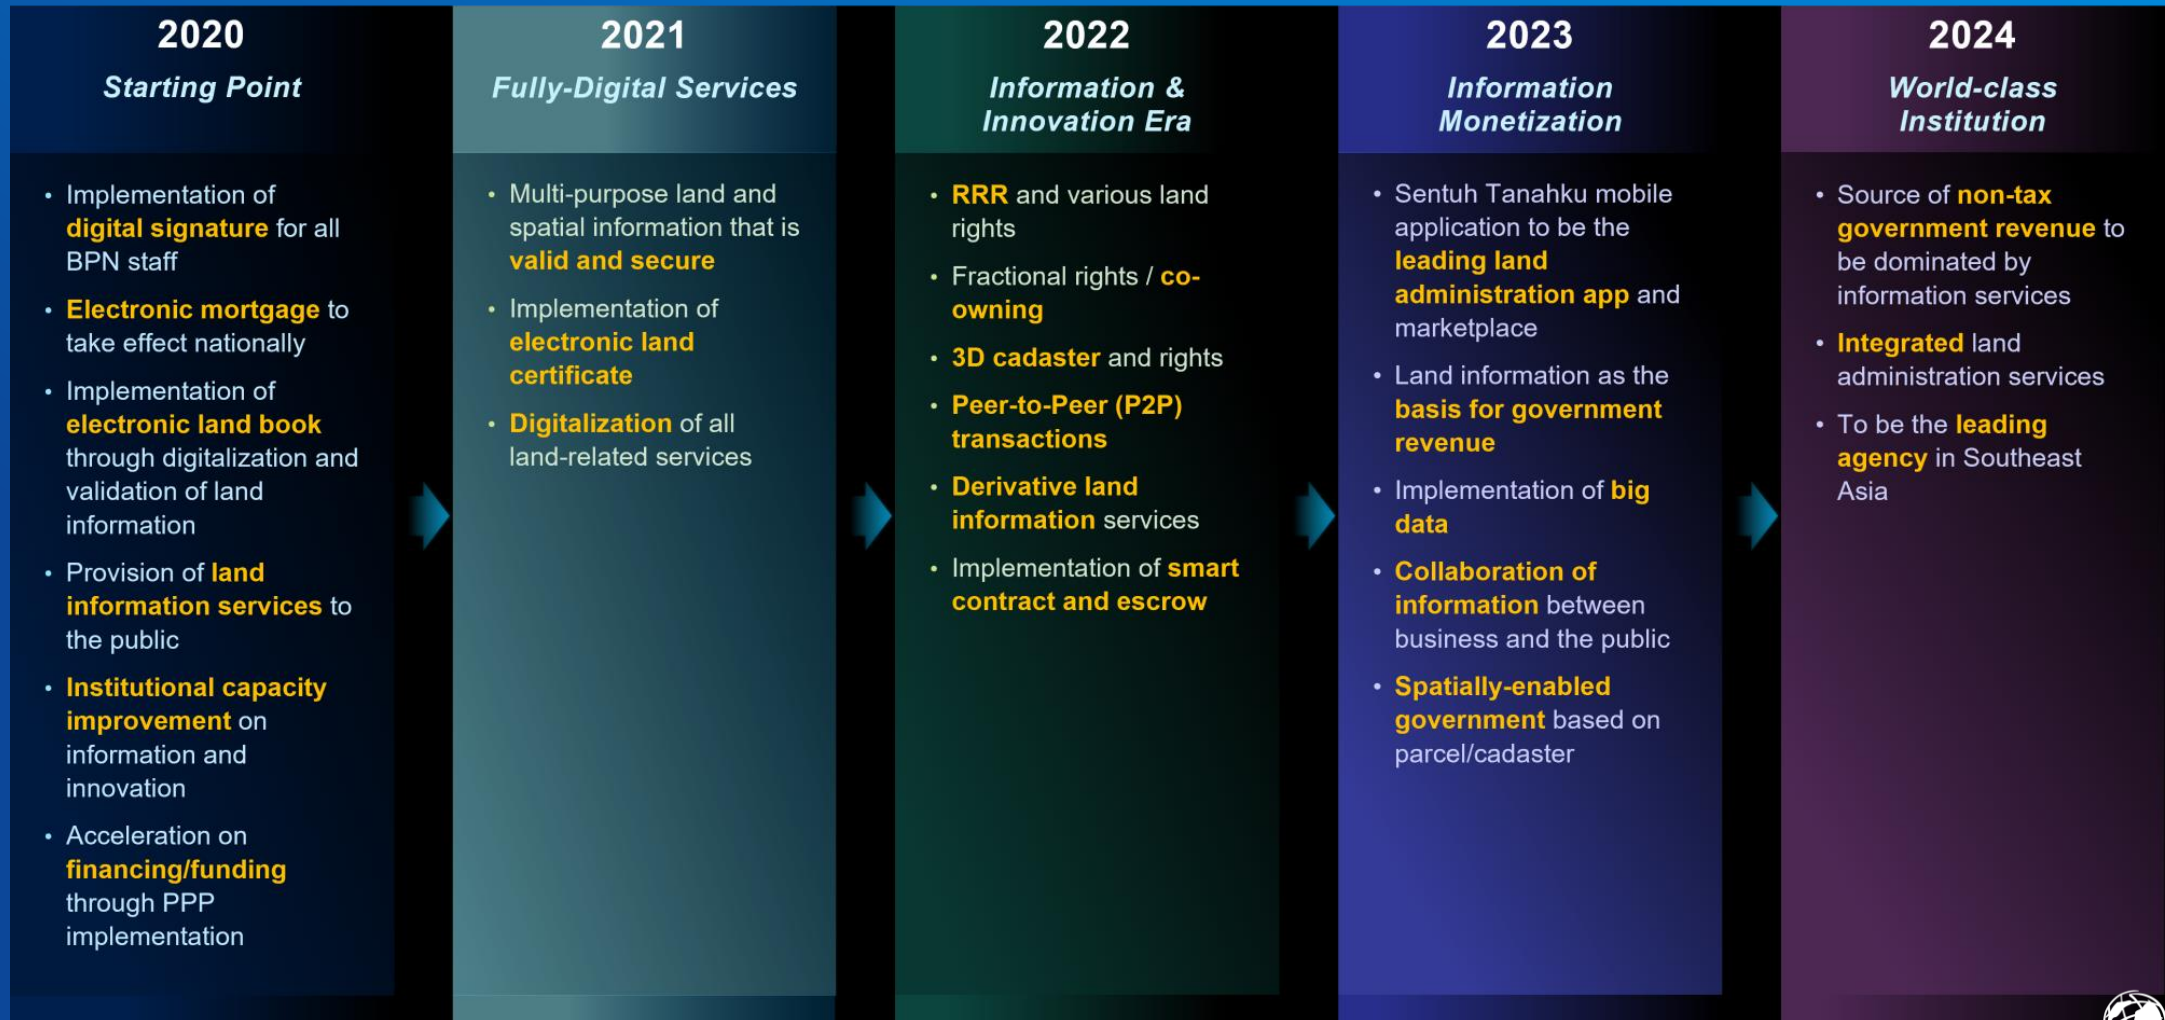 2020
Starting Point
• Implementation of
digital signature for all
BPN staff
• Electronic mortgage to
take effect nationally
• Implementation of
electronic land book
through digitalization and
validation of land
information
• Provision of land
information services to
the public
• Institutional capacity
improvement on
information and
innovation
• Acceleration on
financing/funding
through PPP
implementation
2021
Fully-Digital Services
• Multi-purpose land and
spatial information that is
valid and secure
• Implementation of
electronic land
certificate
• Digitalization of all
land-related services
2022
Information &
Innovation Era
• RRR and various land
rights
• Fractional rights / co-
owning
• 3D cadaster and rights
• Peer-to-Peer (P2P)
transactions
• Derivative land
information services
• Implementation of smart
contract and escrow
2023
Information
Monetization
• Sentuh Tanahku mobile
application to be the
leading land
administration app and
marketplace
• Land information as the
basis for government
revenue
• Implementation of big
data
• Collaboration of
information between
business and the public
• Spatially-enabled
government based on
parcel/cadaster
2024
World-class
Institution
• Source of non-tax
government revenue to
be dominated by
information services
• Integrated land
administration services
• To be the leading
agency in Southeast
Asia